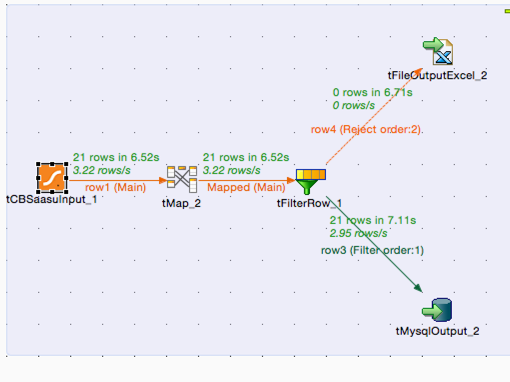 tFileOutputExcel_2
0 rows in 6.71s
0 rows/s
row4 (Reject order:2)
21 rows in 6.52s
3.22 rows/s
row1 (Main)
21 rows in 6.52s
3.22 rows/s
Mapped (Main)
tCBSaasuInput_1
tMap_2
tFilterRow_1
21 rows in 7.11s
2.95 rows/s
row3 (Filter order:1)
tMysqlOutput_2